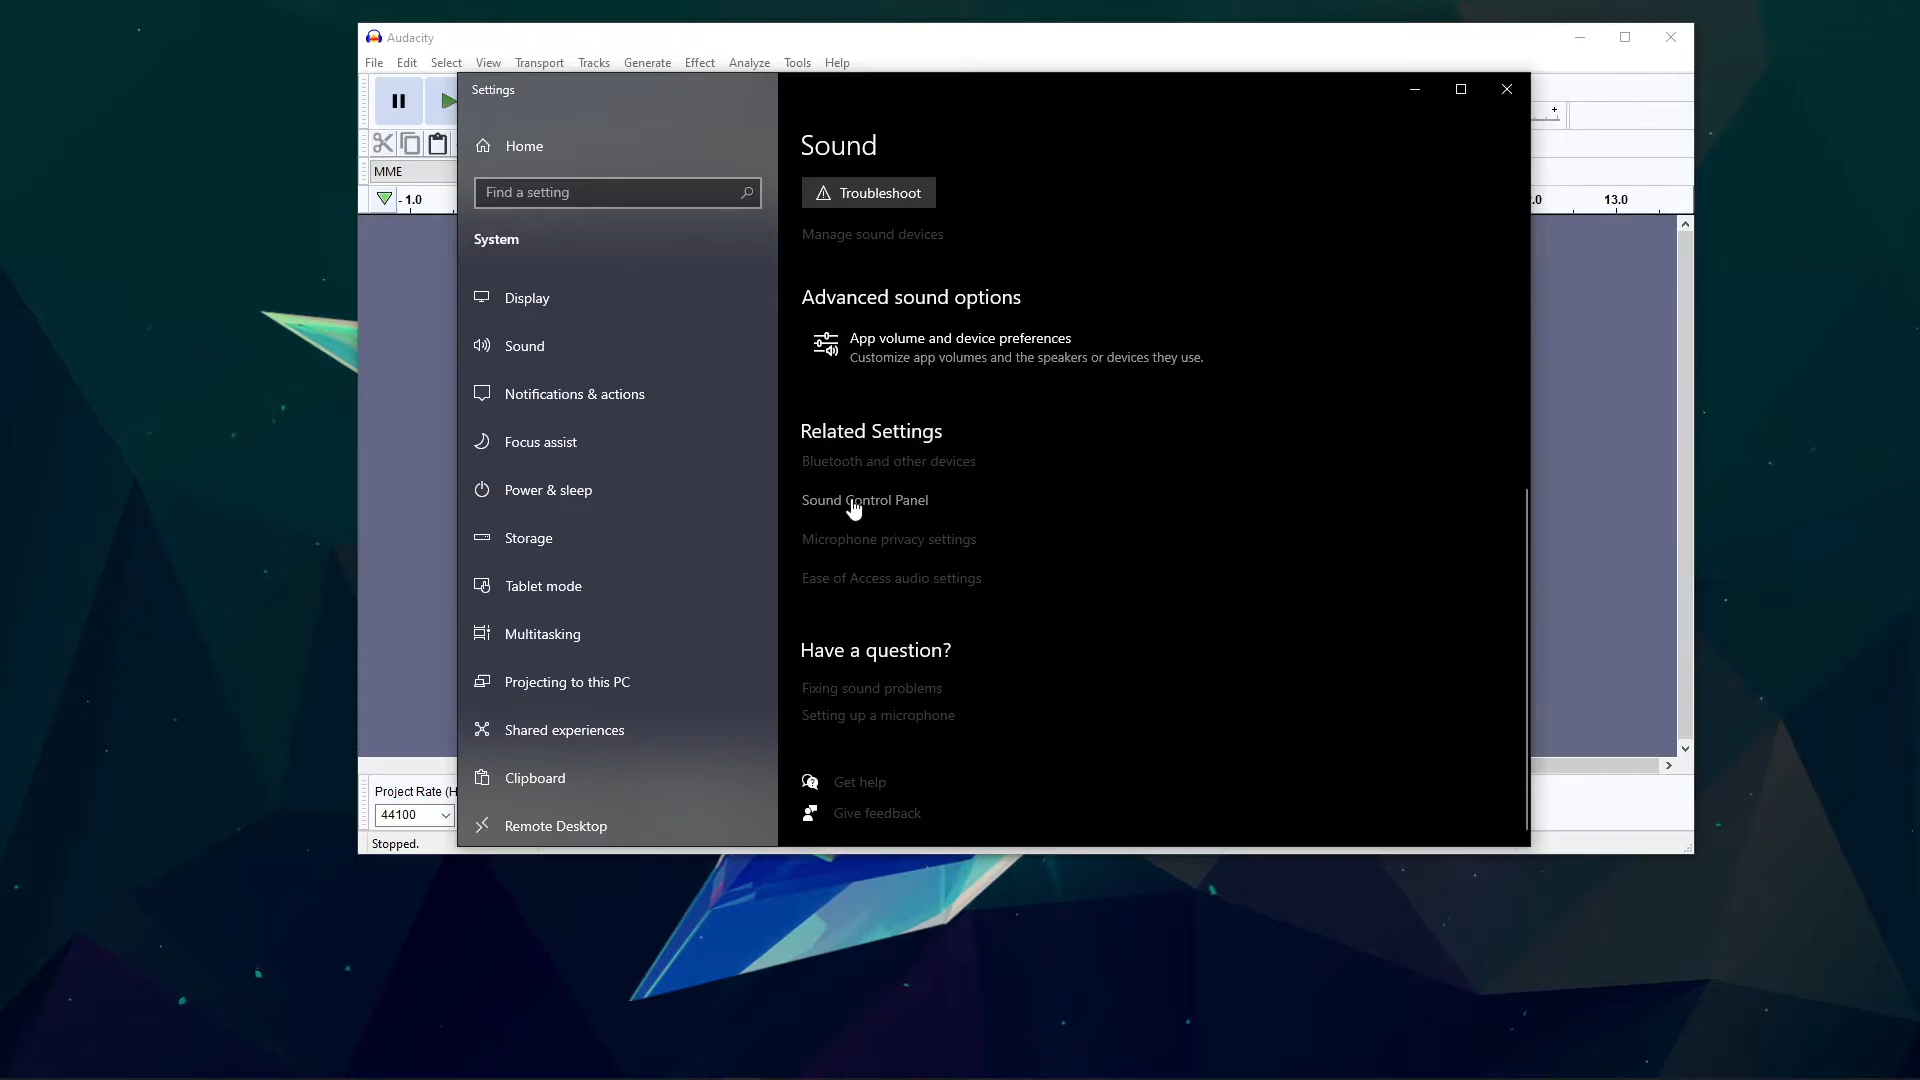 Audacity
File Edit Select View Transport Tracks Generate Effect Analyze Tools Help
Settings
Home
Find a setting
System
Display
Sound
Notifications & actions
Focus assist
Power & sleep
Storage
Tablet mode
Multitasking
Projecting to this PC
Shared experiences
Clipboard
Remote Desktop
Sound
Troubleshoot
Manage sound devices
Advanced sound options
App volume and device preferences
Customize app volumes and the speakers or devices they use.
Related Settings
Bluetooth and other devices
Sound Control Panel
Microphone privacy settings
Ease of Access audio settings
Have a question?
Fixing sound problems
Setting up a microphone
Get help
Give feedback
MME
- 1.0
.0 13.0
Project Rate (H
44100
Stopped.